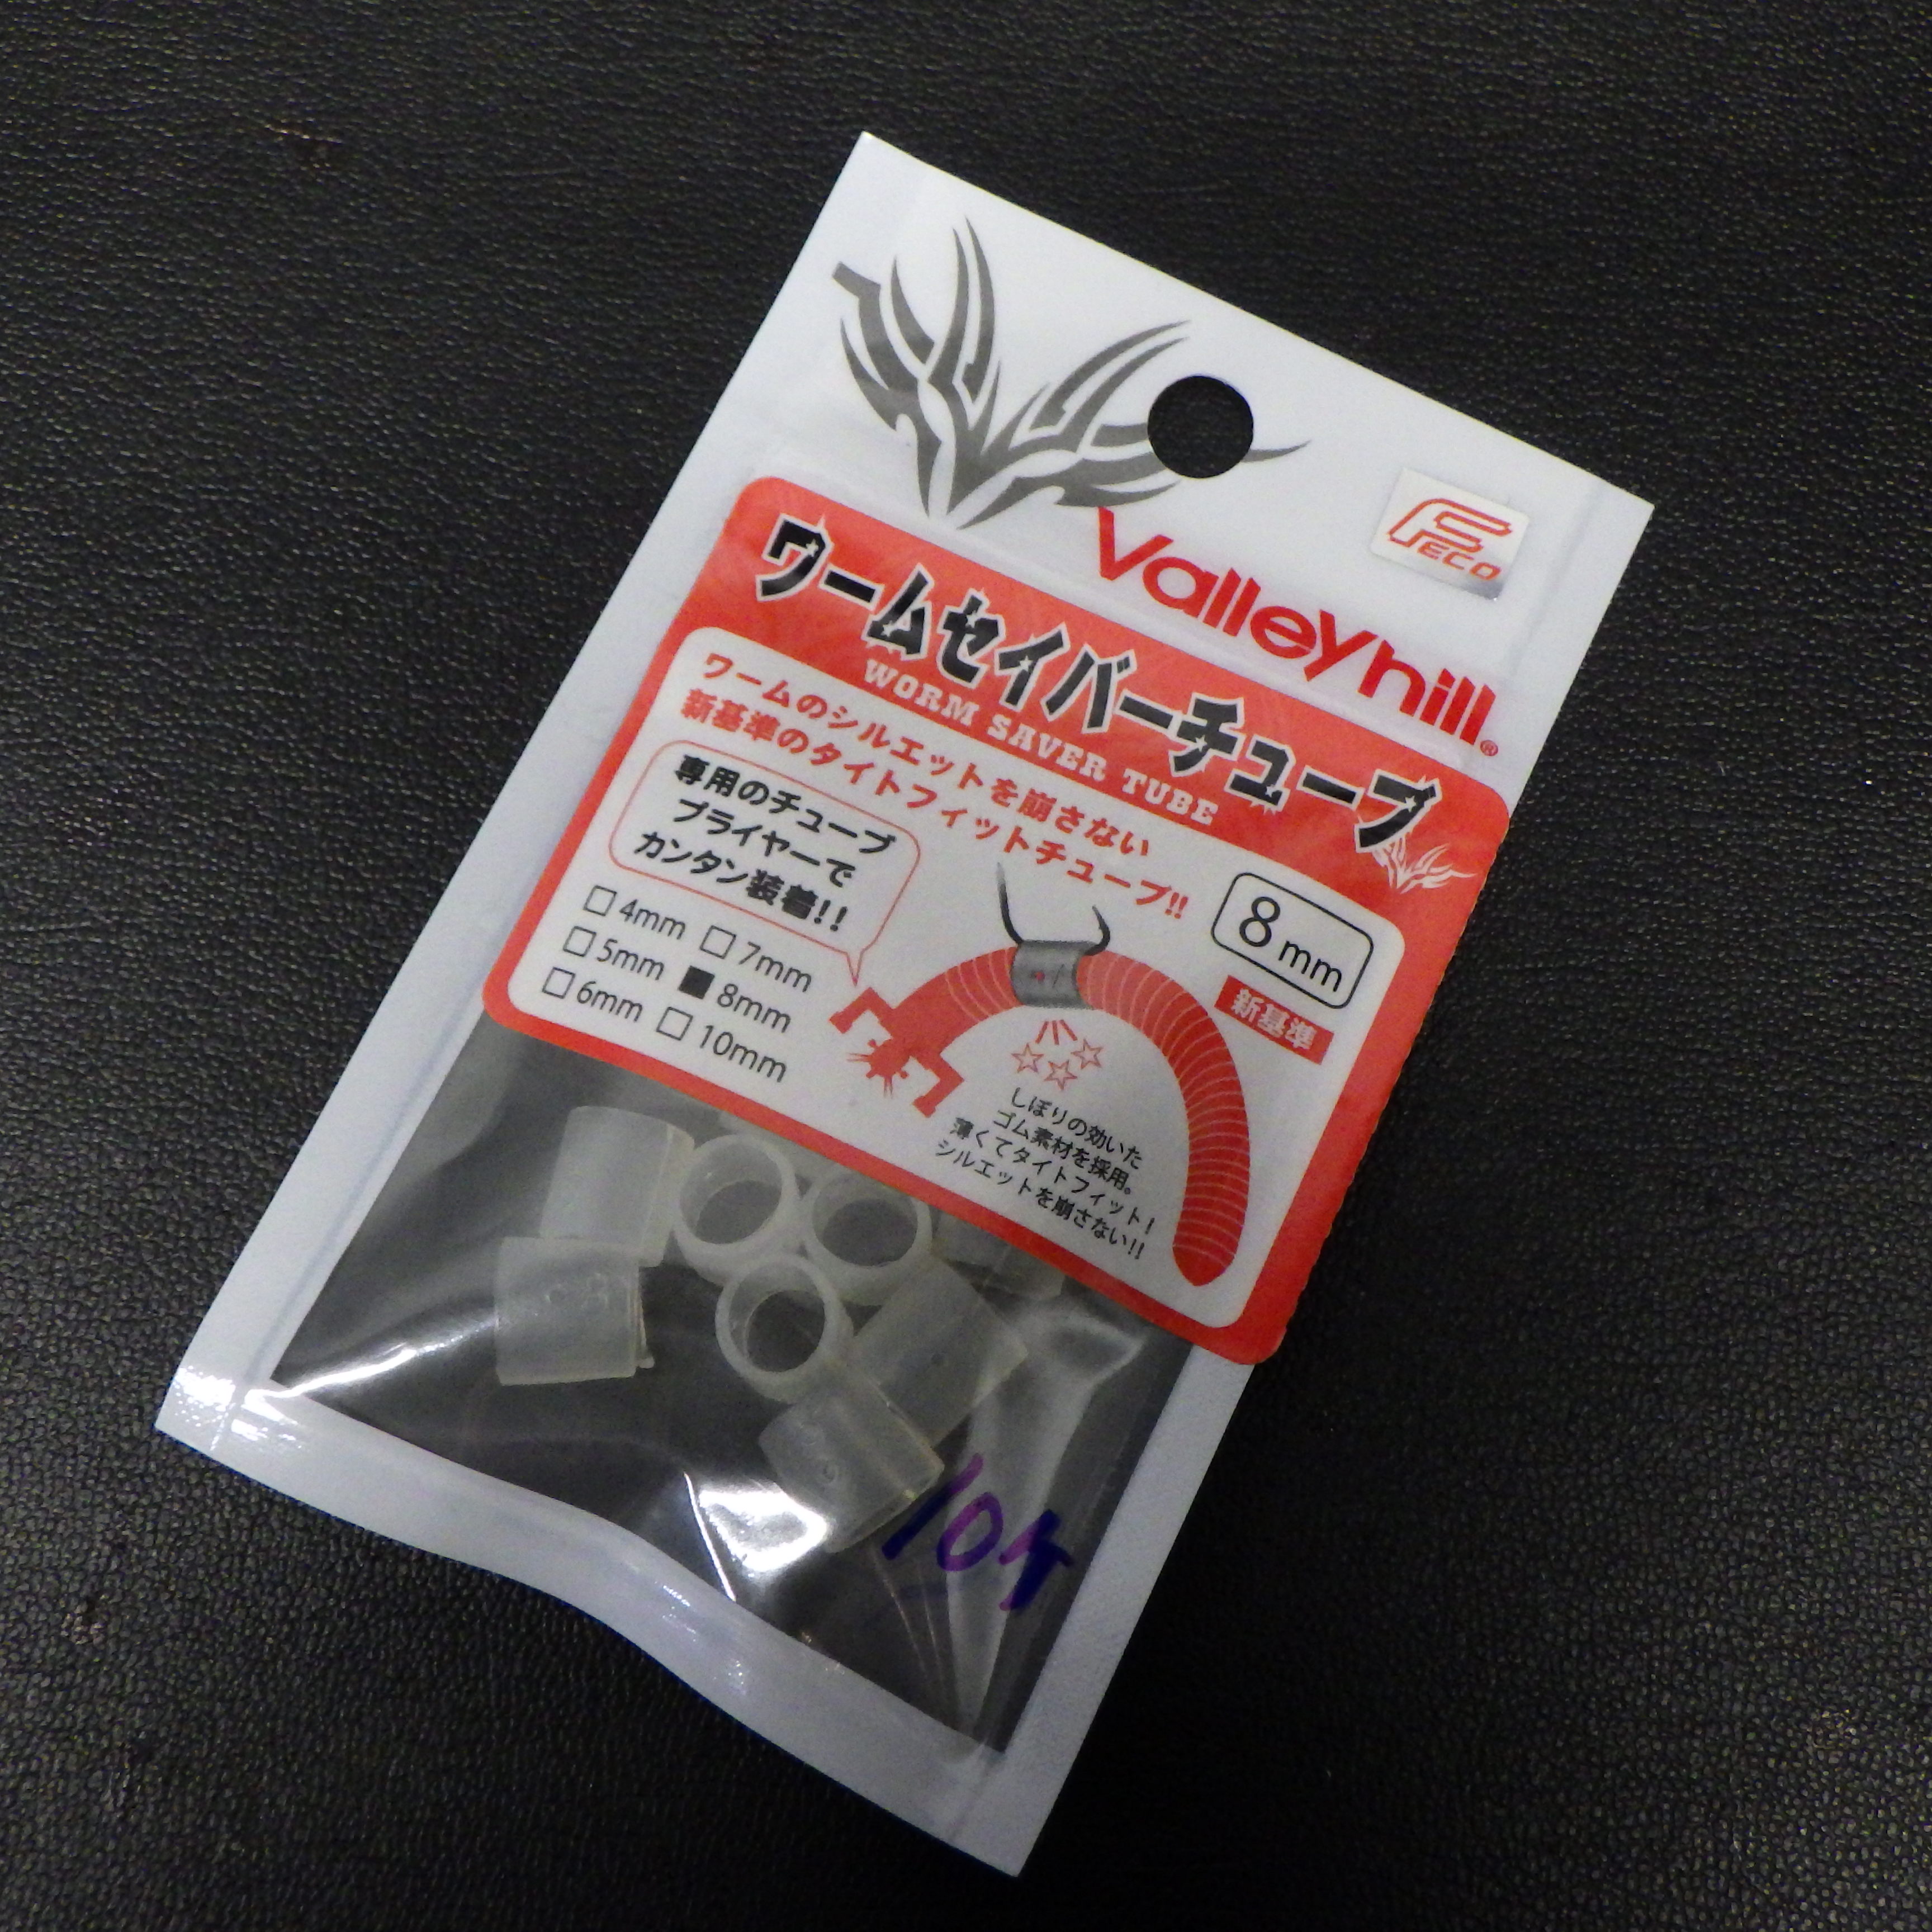 Valleyhill®
FECO
ワームセイバーチューブ
WORM SAVER TUBE
ワームのシルエットを崩さない
新基準のタイトフィットチューブ!!
専用のチューブ
プライヤーで
カンタン装着!!
8mm
新基準
□4mm □7mm
□5mm ■8mm
□6mm □10mm
しぼりの効いた
ゴム素材を採用。
薄くてタイトフィット!
シルエットを崩さない!!
10ケ